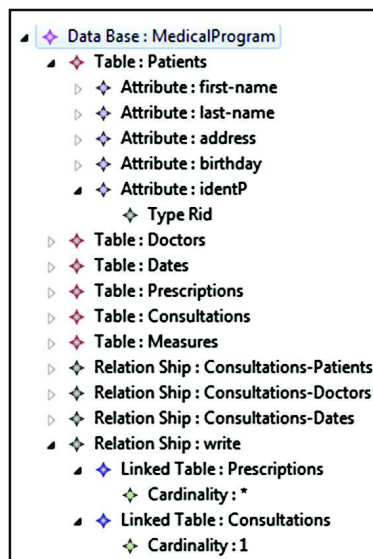 Data Base : MedicalProgram
Table : Patients
Attribute : first-name
Attribute : last-name
Attribute : address
Attribute : birthday
Attribute : identP
Type Rid
Table : Doctors
Table : Dates
Table : Prescriptions
Table : Consultations
Table : Measures
Relation Ship : Consultations-Patients
Relation Ship : Consultations-Doctors
Relation Ship : Consultations-Dates
Relation Ship : write
Linked Table : Prescriptions
Cardinality : *
Linked Table : Consultations
Cardinality : 1